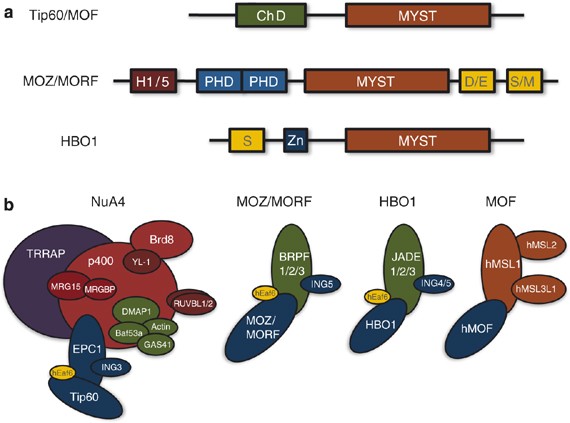 a
Tip60/MOF
ChD
MYST
MOZ/MORF
H1/5
PHD
PHD
MYST
D/E
S/M
HBO1
S
Zn
MYST
b
NuA4
MOZ/MORF
HBO1
MOF
TRRAP
p400
Brd8
YL-1
MRG15
MRGBP
RUVBL1/2
DMAP1
Actin
Baf53a
GAS41
EPC1
hEaf6
ING3
Tip60
BRPF
1/2/3
hEaf6
ING5
MOZ/
MORF
JADE
1/2/3
hEaf6
ING4/5
HBO1
hMSL1
hMSL2
hMSL3L1
hMOF